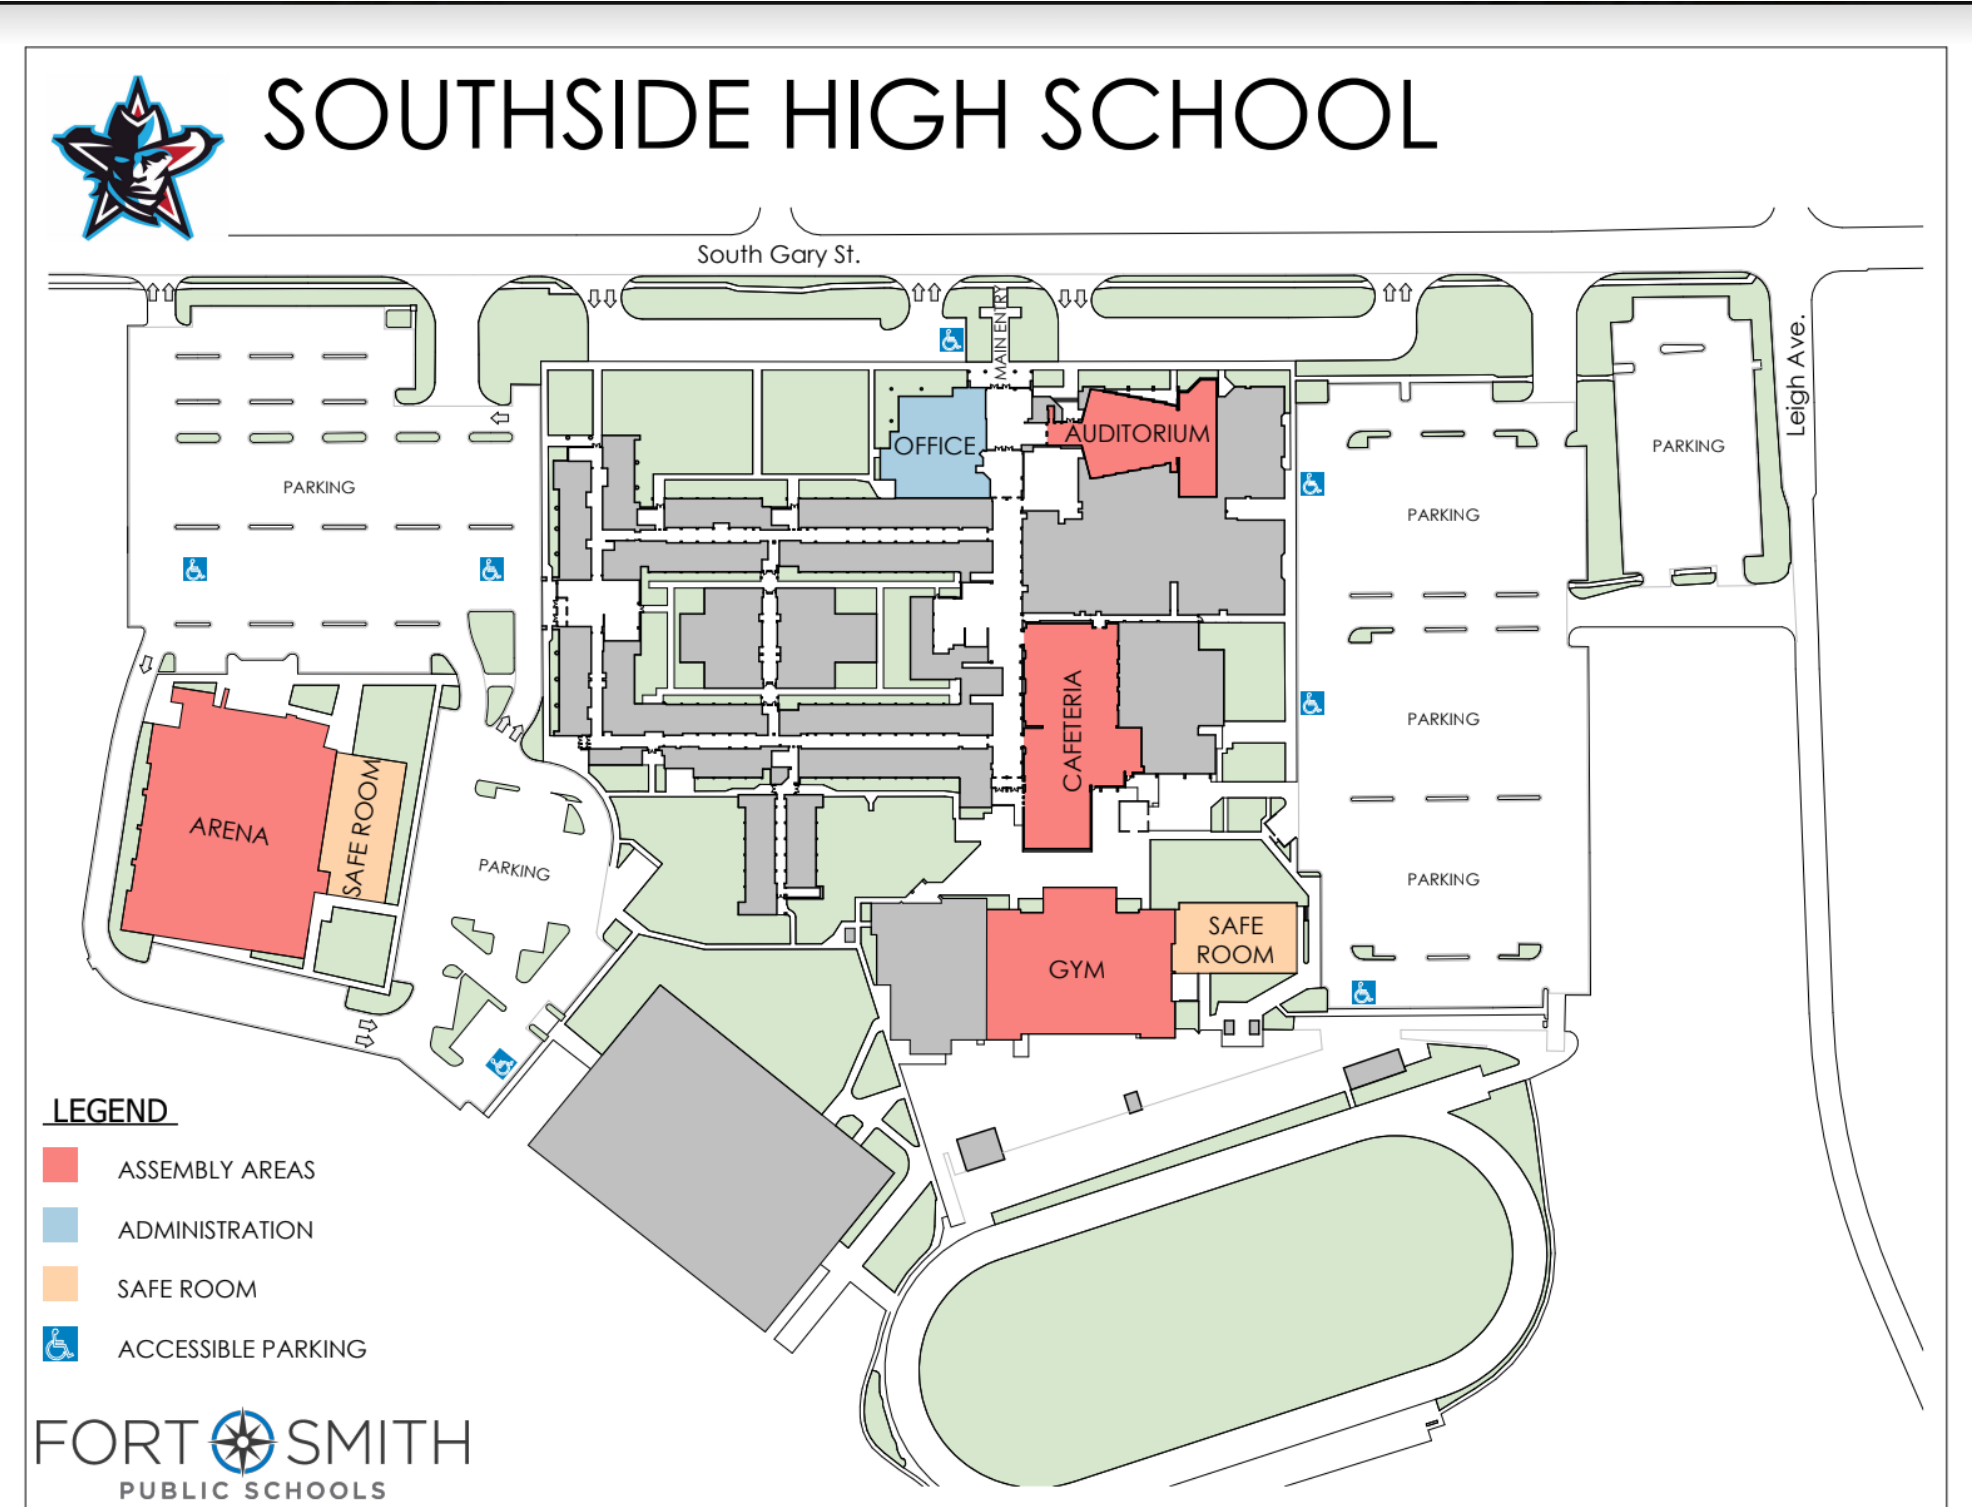 SOUTHSIDE HIGH SCHOOL
South Gary St.
MAIN ENTRY
Leigh Ave.
OFFICE
AUDITORIUM
PARKING
PARKING
PARKING
CAFETERIA
PARKING
ARENA
SAFE ROOM
PARKING
PARKING
SAFE
ROOM
GYM
LEGEND
ASSEMBLY AREAS
ADMINISTRATION
SAFE ROOM
ACCESSIBLE PARKING
FORT SMITH
PUBLIC SCHOOLS